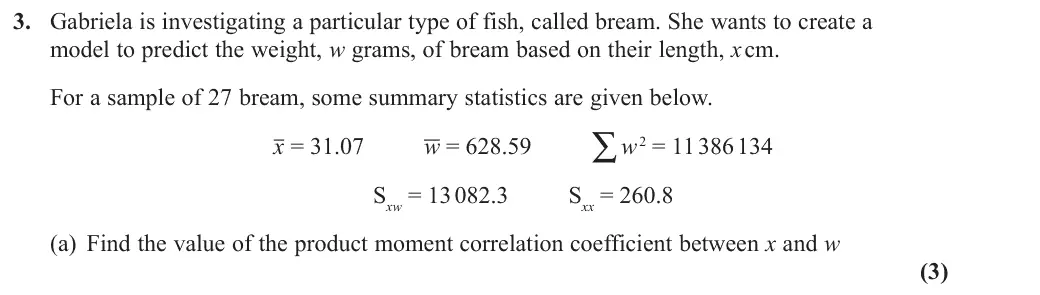 3. Gabriela is investigating a particular type of fish, called bream. She wants to create a
model to predict the weight, w grams, of bream based on their length, x cm.
For a sample of 27 bream, some summary statistics are given below.
x̅ = 31.07 w̅ = 628.59 ∑w² = 11 386 134
Sxw = 13 082.3 Sxx = 260.8
(a) Find the value of the product moment correlation coefficient between x and w
(3)